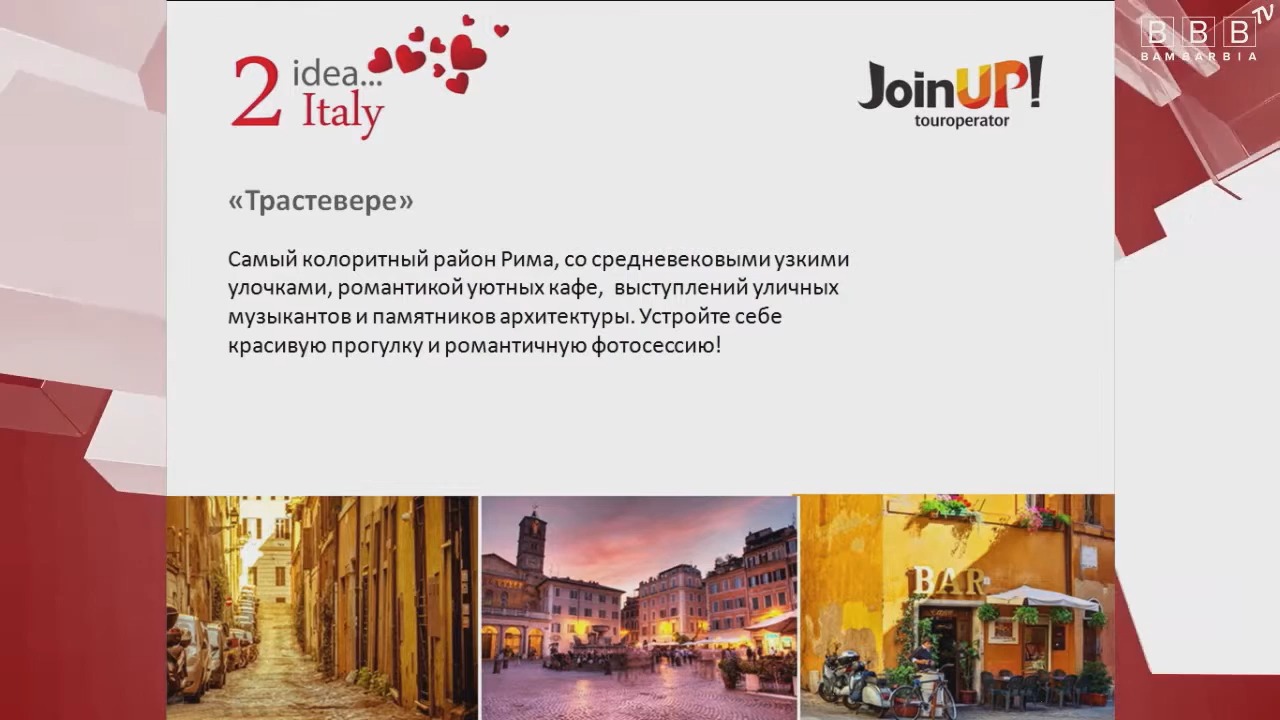 2 idea...
Italy
JoinUP!
touroperator
BBB TV
BAMBARBIA
«Трастевере»
Самый колоритный район Рима, со средневековыми узкими
улочками, романтикой уютных кафе, выступлений уличных
музыкантов и памятников архитектуры. Устройте себе
красивую прогулку и романтичную фотосессию!
BAR